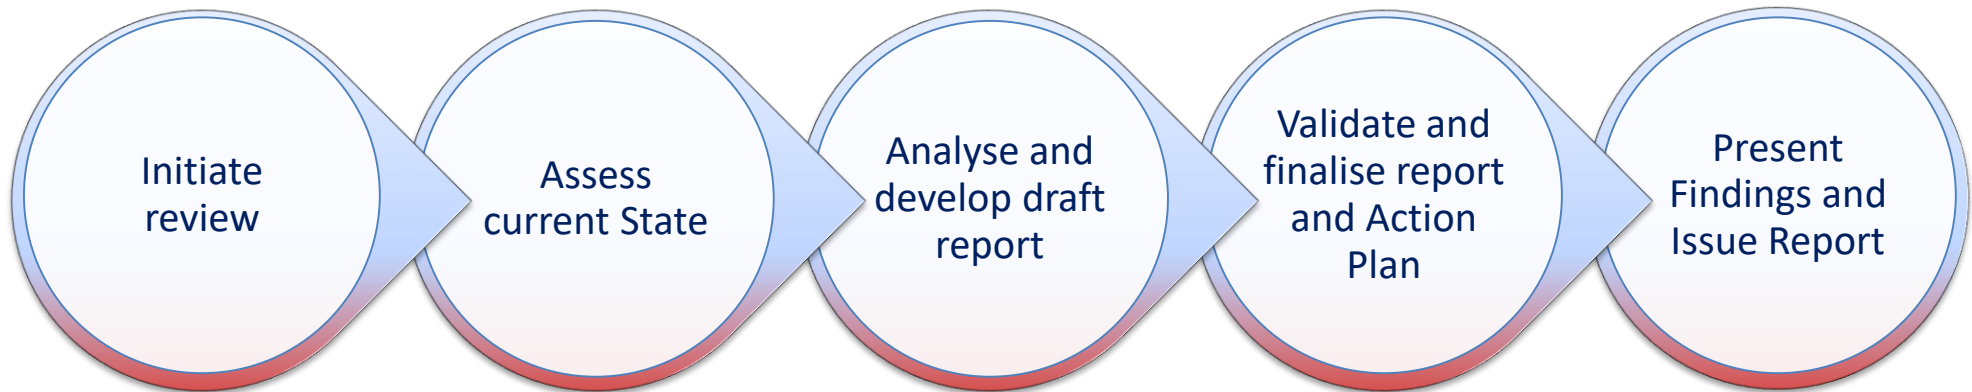 Initiate
review
Assess
current State
Analyse and
develop draft
report
Validate and
finalise report
and Action
Plan
Present
Findings and
Issue Report